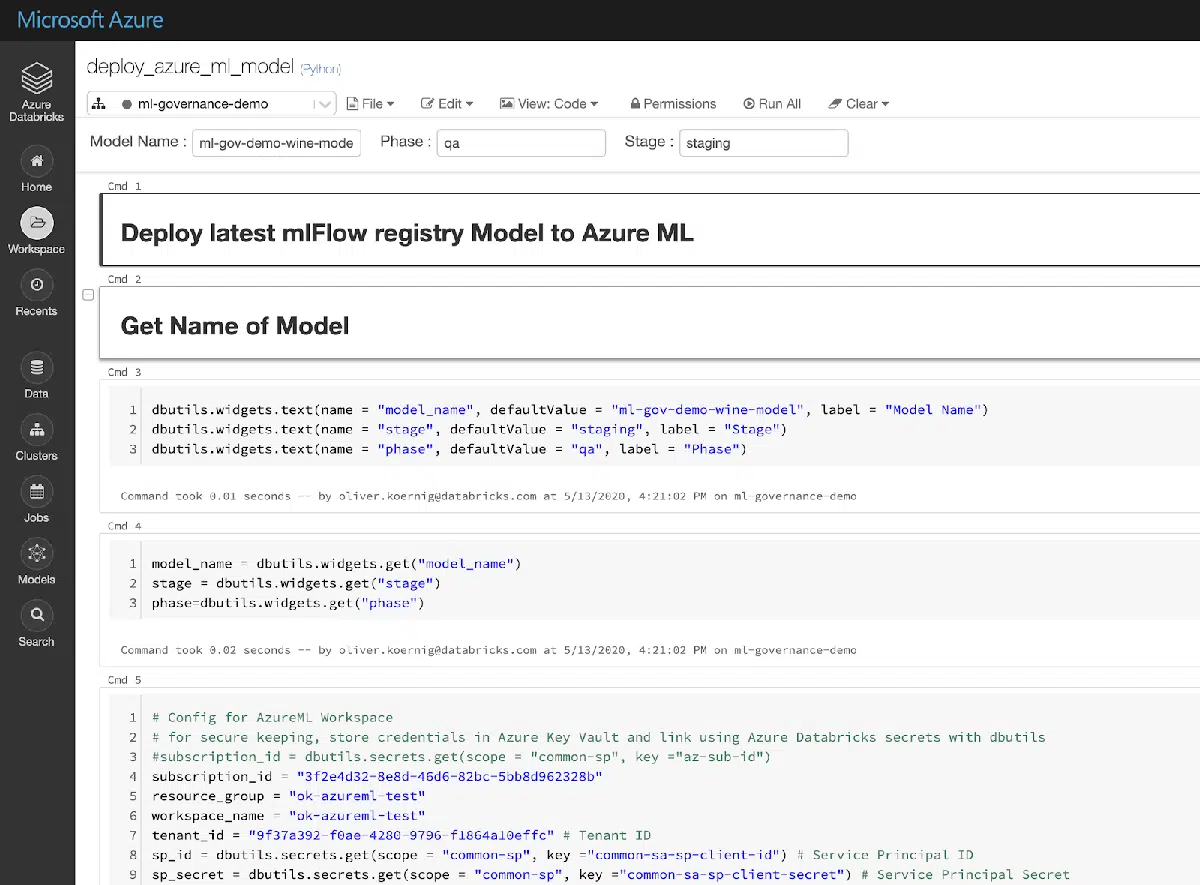 Microsoft Azure
Azure Databricks
Home
Workspace
Recents
Data
Clusters
Jobs
Models
Search
deploy_azure_ml_model (Python)
ml-governance-demo File Edit View: Code Permissions Run All Clear
Model Name : ml-gov-demo-wine-mode Phase : qa Stage : staging
Cmd 1
Deploy latest mlFlow registry Model to Azure ML
Cmd 2
Get Name of Model
Cmd 3
1 dbutils.widgets.text(name = "model_name", defaultValue = "ml-gov-demo-wine-model", label = "Model Name")
2 dbutils.widgets.text(name = "stage", defaultValue = "staging", label = "Stage")
3 dbutils.widgets.text(name = "phase", defaultValue = "qa", label = "Phase")
Command took 0.01 seconds -- by oliver.koernig@databricks.com at 5/13/2020, 4:21:02 PM on ml-governance-demo
Cmd 4
1 model_name = dbutils.widgets.get("model_name")
2 stage = dbutils.widgets.get("stage")
3 phase=dbutils.widgets.get("phase")
Command took 0.02 seconds -- by oliver.koernig@databricks.com at 5/13/2020, 4:21:02 PM on ml-governance-demo
Cmd 5
1 # Config for AzureML Workspace
2 # for secure keeping, store credentials in Azure Key Vault and link using Azure Databricks secrets with dbutils
3 #subscription_id = dbutils.secrets.get(scope = "common-sp", key ="az-sub-id")
4 subscription_id = "3f2e4d32-8e8d-46d6-82bc-5bb8d962328b"
5 resource_group = "ok-azureml-test"
6 workspace_name = "ok-azureml-test"
7 tenant_id = "9f37a392-f0ae-4280-9796-f1864a10effc" # Tenant ID
8 sp_id = dbutils.secrets.get(scope = "common-sp", key ="common-sa-sp-client-id") # Service Principal ID
9 sp_secret = dbutils.secrets.get(scope = "common-sp", key ="common-sa-sp-client-secret") # Service Principal Secret